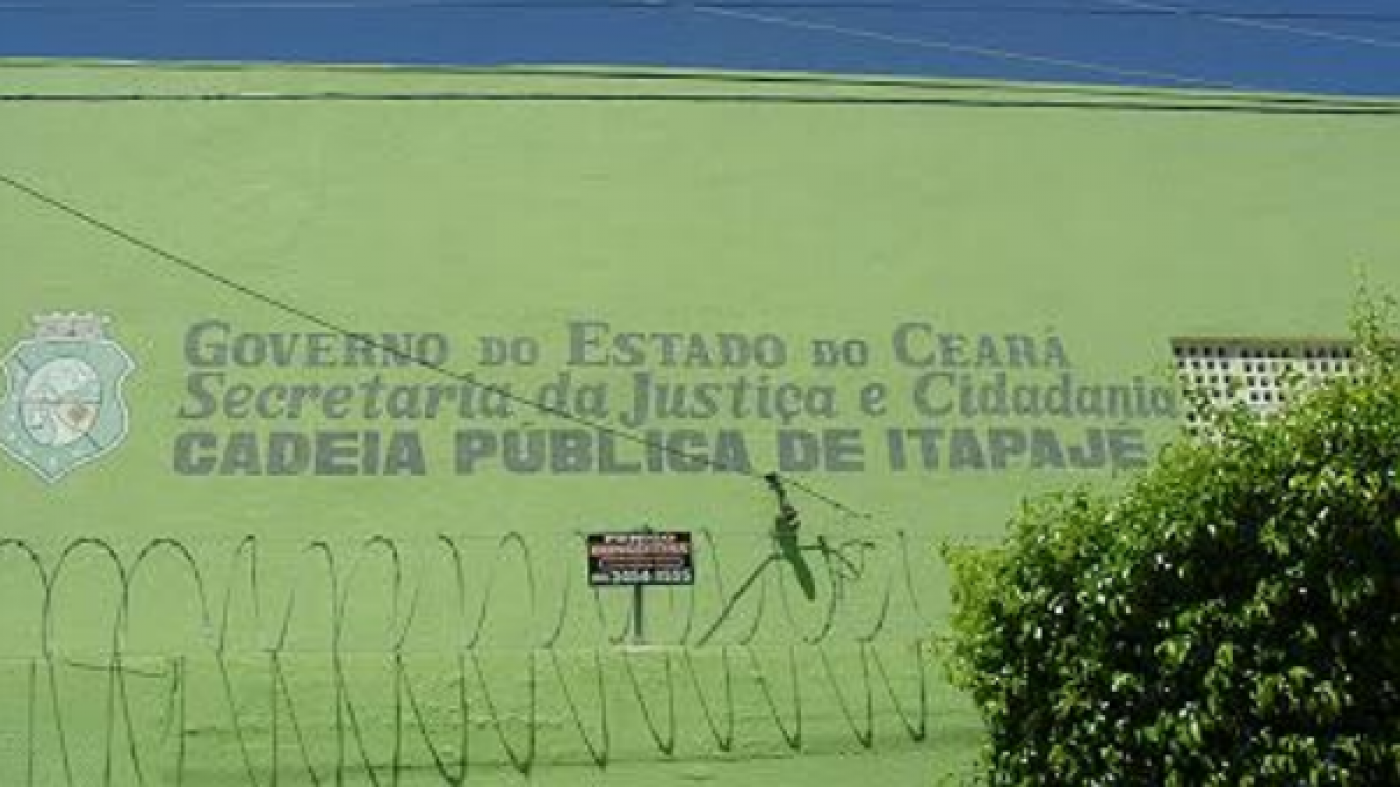 GOVERNO DO ESTADO DO CEARÁ
Secretaria da Justiça e Cidadania
CADEIA PÚBLICA DE ITAPAJÉ